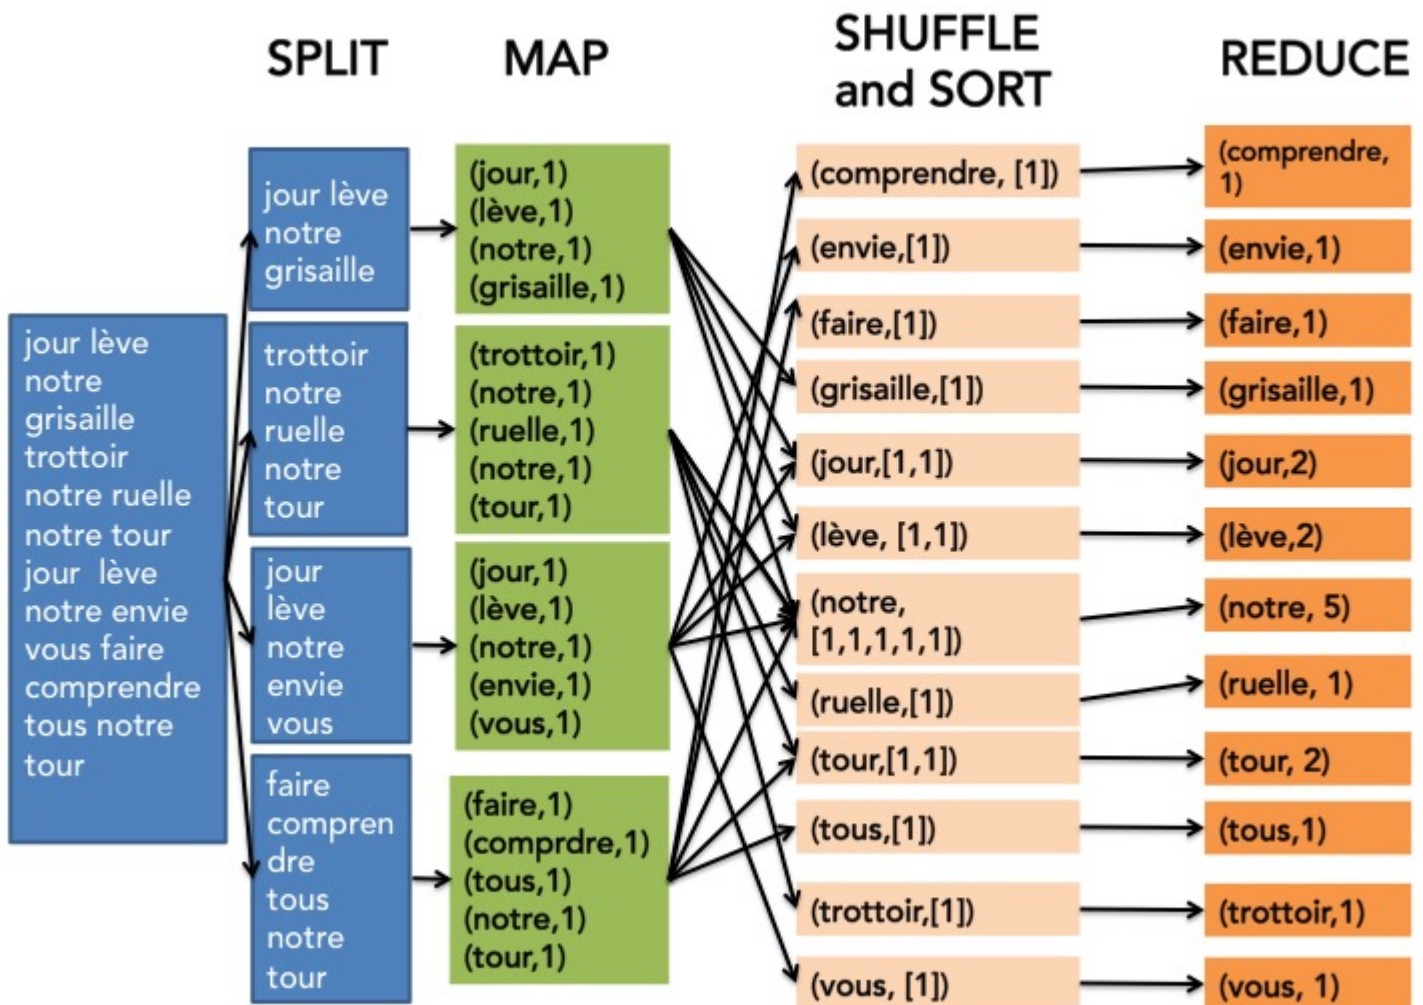 SPLIT
MAP
SHUFFLE
and SORT
REDUCE
jour lève
notre
grisaille
trottoir
notre ruelle
notre tour
jour lève
notre envie
vous faire
comprendre
tous notre
tour
jour lève
notre
grisaille
trottoir
notre
ruelle
notre
tour
jour
lève
notre
envie
vous
faire
compren
dre
tous
notre
tour
(jour,1)
(lève,1)
(notre,1)
(grisaille,1)
(trottoir,1)
(notre,1)
(ruelle,1)
(notre,1)
(tour,1)
(jour,1)
(lève,1)
(notre,1)
(envie,1)
(vous,1)
(faire,1)
(comprdre,1)
(tous,1)
(notre,1)
(tour,1)
(comprendre, [1])
(envie,[1])
(faire,[1])
(grisaille,[1])
(jour,[1,1])
(lève, [1,1])
(notre,
[1,1,1,1,1])
(ruelle,[1])
(tour,[1,1])
(tous,[1])
(trottoir,[1])
(vous, [1])
(comprendre,
1)
(envie,1)
(faire,1)
(grisaille,1)
(jour,2)
(lève,2)
(notre, 5)
(ruelle, 1)
(tour, 2)
(tous,1)
(trottoir,1)
(vous, 1)